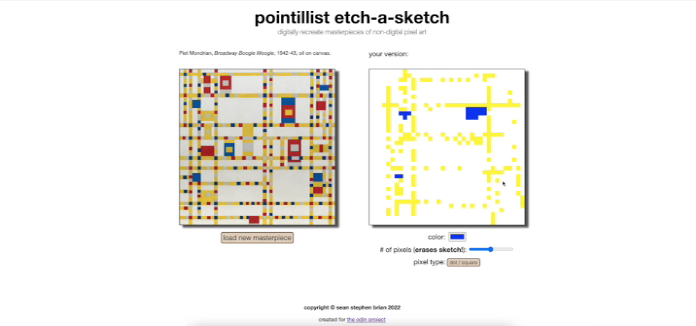 pointillist etch-a-sketch
digitally recreate masterpieces of non-digital pixel art
Piet Mondrian, Broadway Boogie Woogie, 1942-43, oil on canvas.
your version:
load new masterpiece
color:
# of pixels (erases sketch!):
pixel type: dot / square
copyright © sean stephen brian 2022
created for the odin project